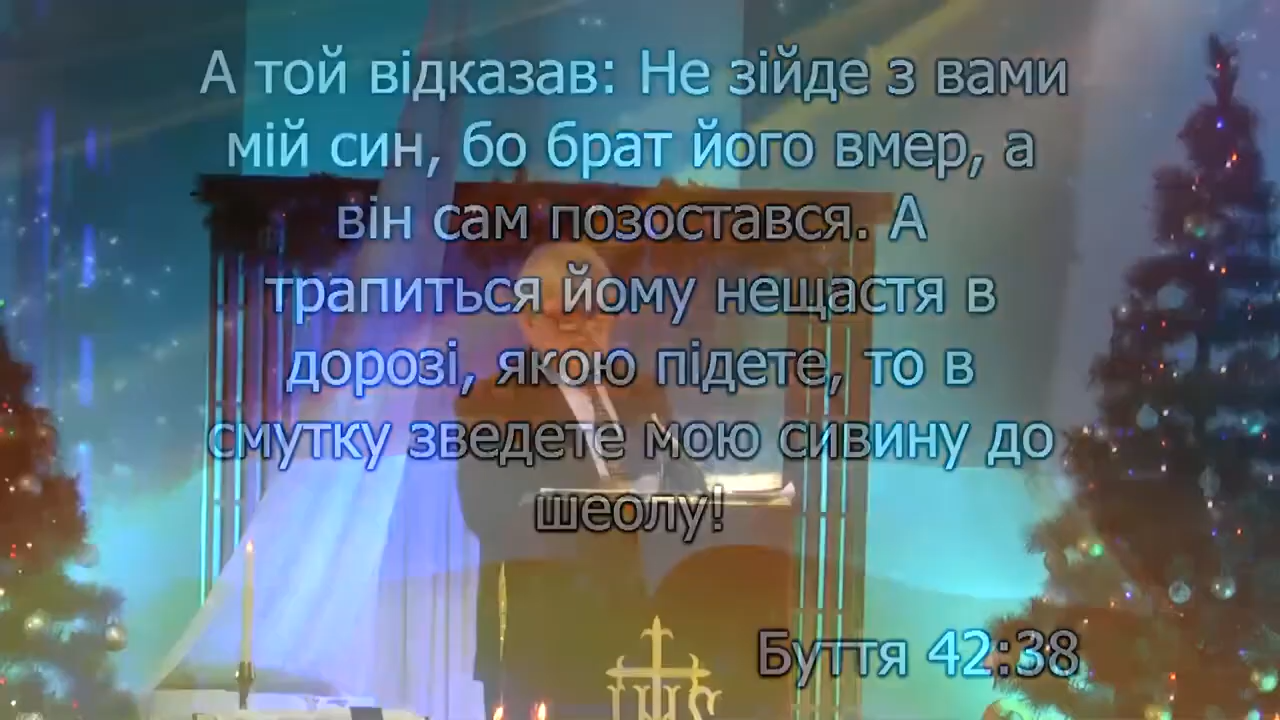 А той відказав: Не зійде з вами
мій син, бо брат його вмер, а
він сам позостався. А
трапиться йому нещастя в
дорозі, якою підете, то в
смутку зведете мою сивину до
шеолу!
Буття 42:38
IHS